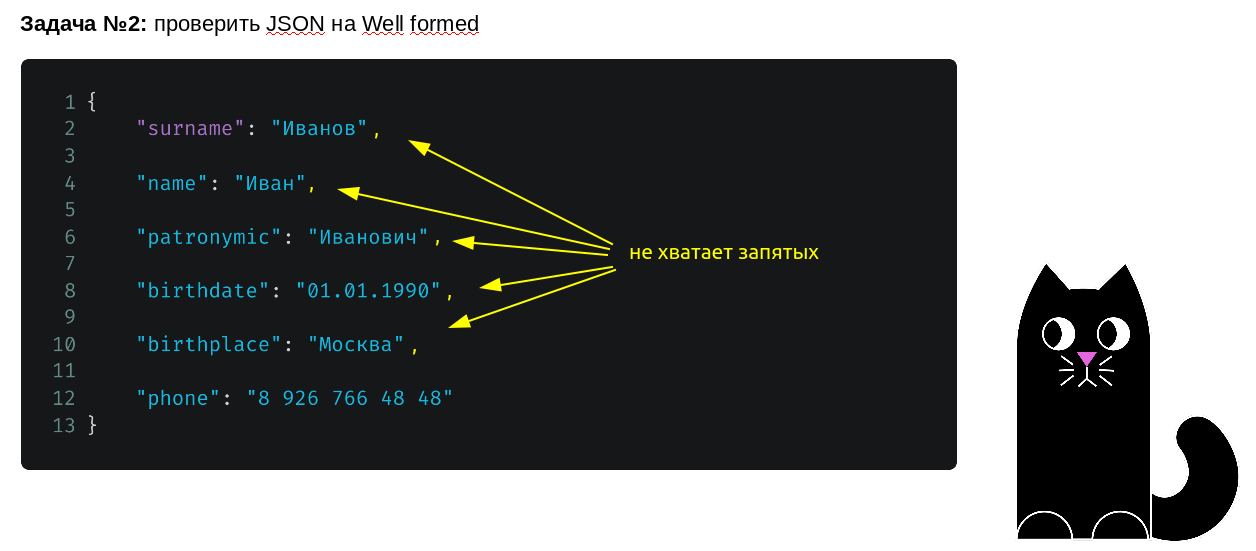 Задача №2: проверить JSON на Well formed
1 {
2 "surname": "Иванов",
3
4 "name": "Иван",
5
6 "patronymic": "Иванович",
7
не хватает запятых
8 "birthdate": "01.01.1990",
9
10 "birthplace": "Москва",
11
12 "phone": "8 926 766 48 48"
13 }